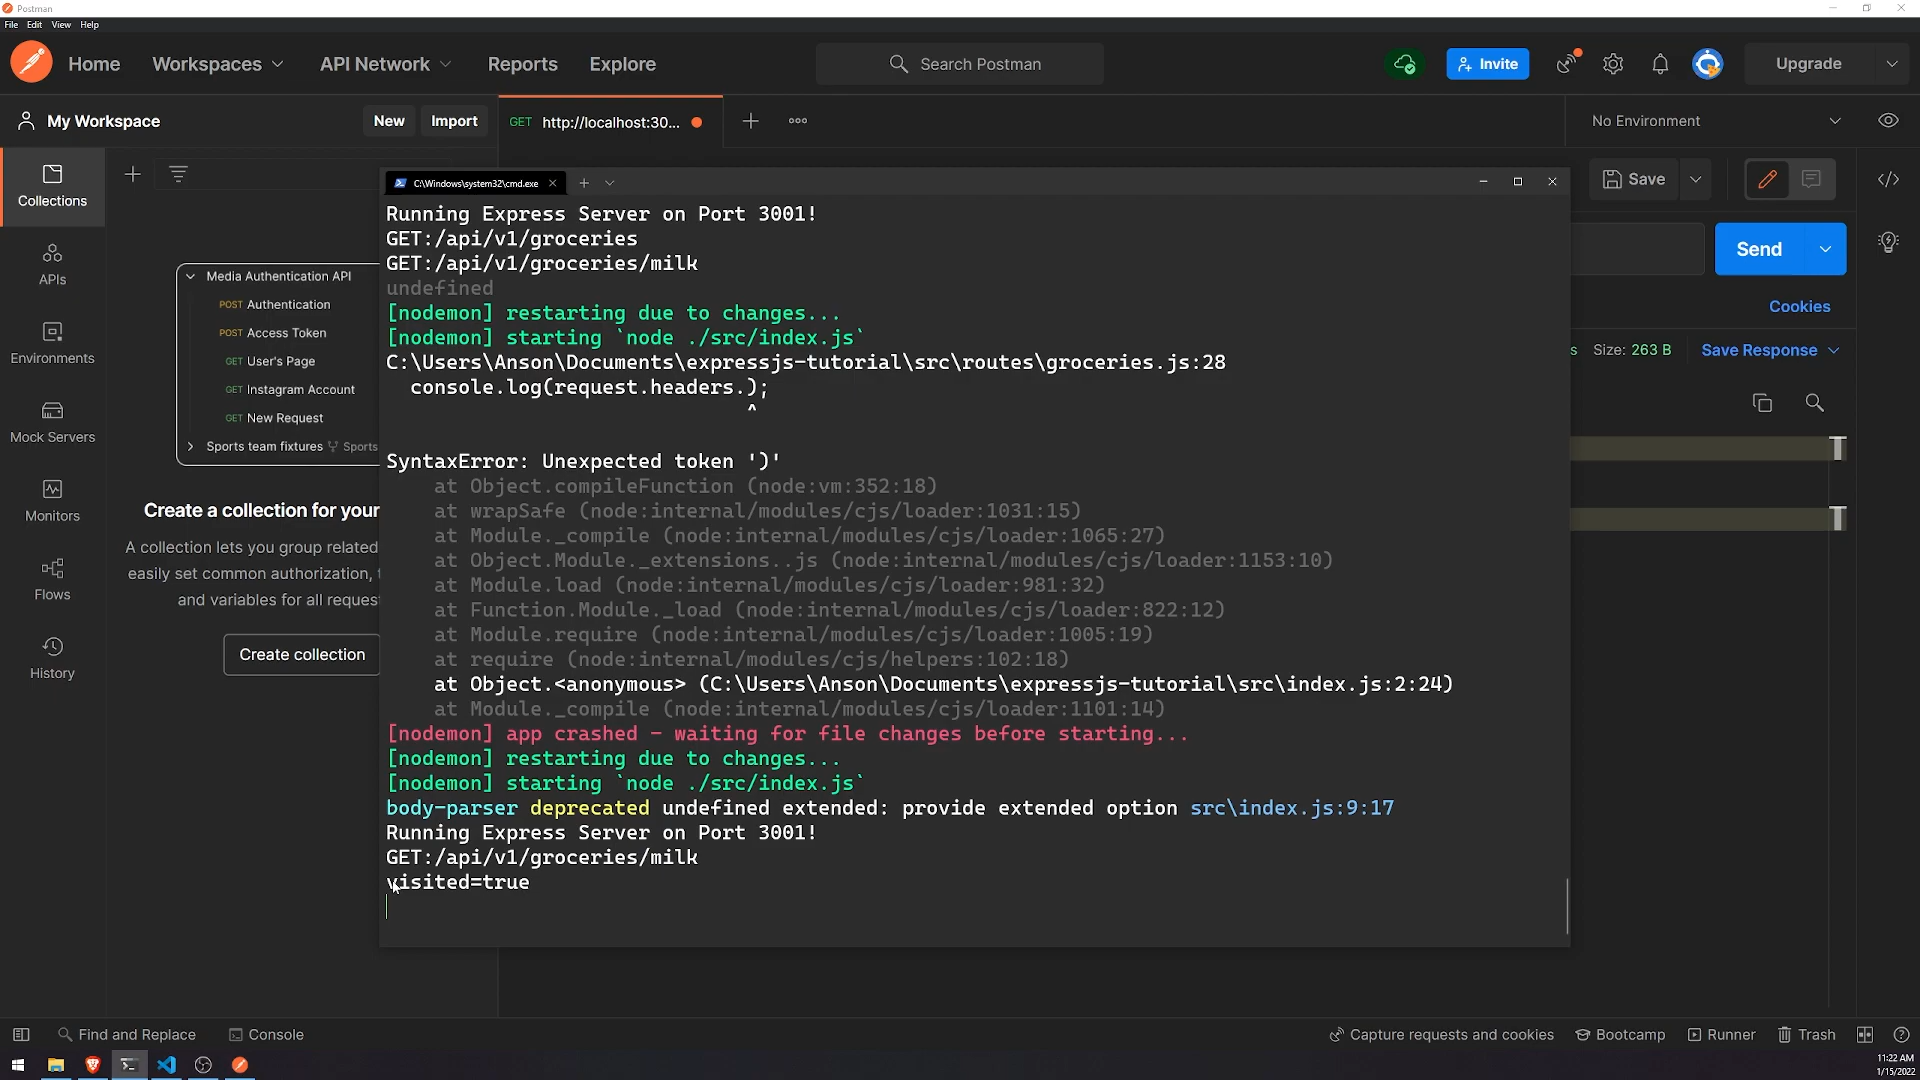 Postman
File Edit View Help
Home Workspaces API Network Reports Explore Search Postman Invite Upgrade
My Workspace New Import GET http://localhost:30... No Environment
C:\Windows\system32\cmd.exe
Save
Collections
APIs
Environments
Mock Servers
Monitors
Flows
History
Media Authentication API
POST Authentication
POST Access Token
GET User's Page
GET Instagram Account
GET New Request
Sports team fixtures Sports
Create a collection for your
A collection lets you group related
easily set common authorization, t
and variables for all request
Create collection
Running Express Server on Port 3001!
GET:/api/v1/groceries
GET:/api/v1/groceries/milk
undefined
[nodemon] restarting due to changes...
[nodemon] starting `node ./src/index.js`
C:\Users\Anson\Documents\expressjs-tutorial\src\routes\groceries.js:28
console.log(request.headers.);
^
SyntaxError: Unexpected token ')'
at Object.compileFunction (node:vm:352:18)
at wrapSafe (node:internal/modules/cjs/loader:1031:15)
at Module._compile (node:internal/modules/cjs/loader:1065:27)
at Object.Module._extensions..js (node:internal/modules/cjs/loader:1153:10)
at Module.load (node:internal/modules/cjs/loader:981:32)
at Function.Module._load (node:internal/modules/cjs/loader:822:12)
at Module.require (node:internal/modules/cjs/loader:1005:19)
at require (node:internal/modules/cjs/helpers:102:18)
at Object.<anonymous> (C:\Users\Anson\Documents\expressjs-tutorial\src\index.js:2:24)
at Module._compile (node:internal/modules/cjs/loader:1101:14)
[nodemon] app crashed - waiting for file changes before starting...
[nodemon] restarting due to changes...
[nodemon] starting `node ./src/index.js`
body-parser deprecated undefined extended: provide extended option src\index.js:9:17
Running Express Server on Port 3001!
GET:/api/v1/groceries/milk
visited=true
Send
Cookies
s Size: 263 B Save Response
Find and Replace Console Capture requests and cookies Bootcamp Runner Trash
11:22 AM
1/15/2022